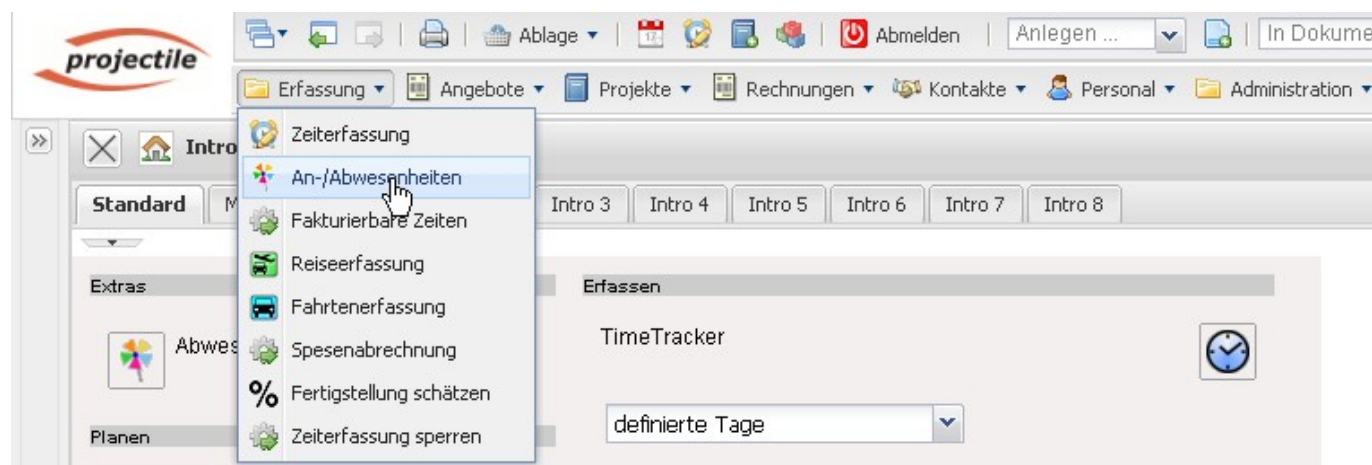 projectile
Ablage
12
Abmelden
Anlegen ...
In Dokume
Erfassung Angebote Projekte Rechnungen Kontakte Personal Administration
Zeiterfassung
An-/Abwesenheiten
Fakturierbare Zeiten
Reiseerfassung
Fahrtenerfassung
Spesenabrechnung
% Fertigstellung schätzen
Zeiterfassung sperren
Intro
Standard M Intro 3 Intro 4 Intro 5 Intro 6 Intro 7 Intro 8
Extras
Abwes
Planen
Erfassen
TimeTracker
definierte Tage